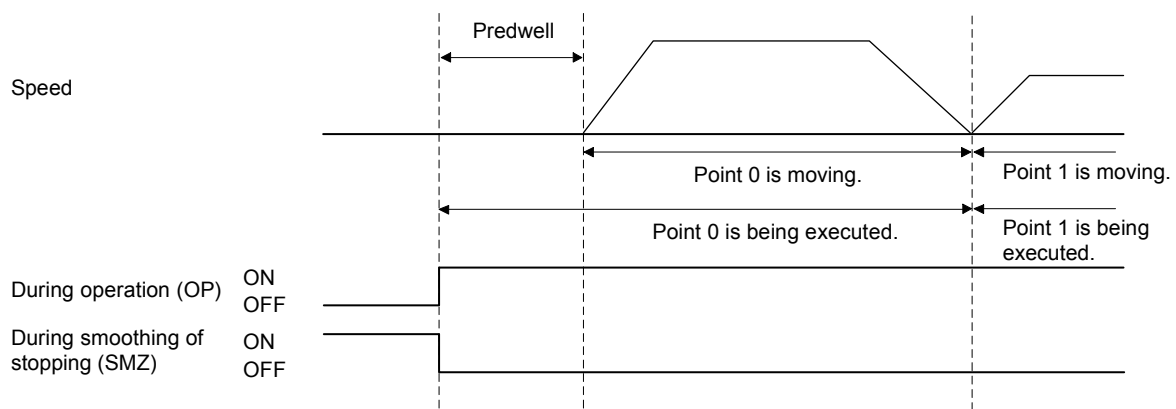 Predwell
Speed
Point 0 is moving.
Point 1 is moving.
Point 0 is being executed.
Point 1 is being
executed.
During operation (OP)
ON
OFF
During smoothing of
stopping (SMZ)
ON
OFF